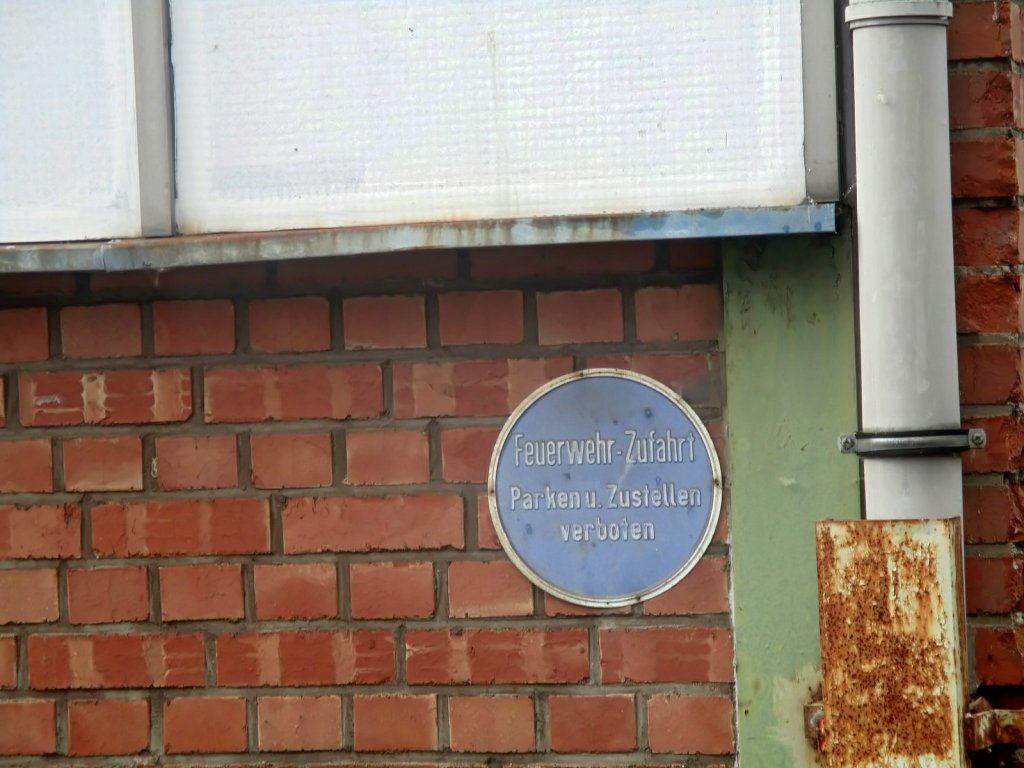 Feuerwehr-Zufahrt
Parken u. Zustellen
verboten